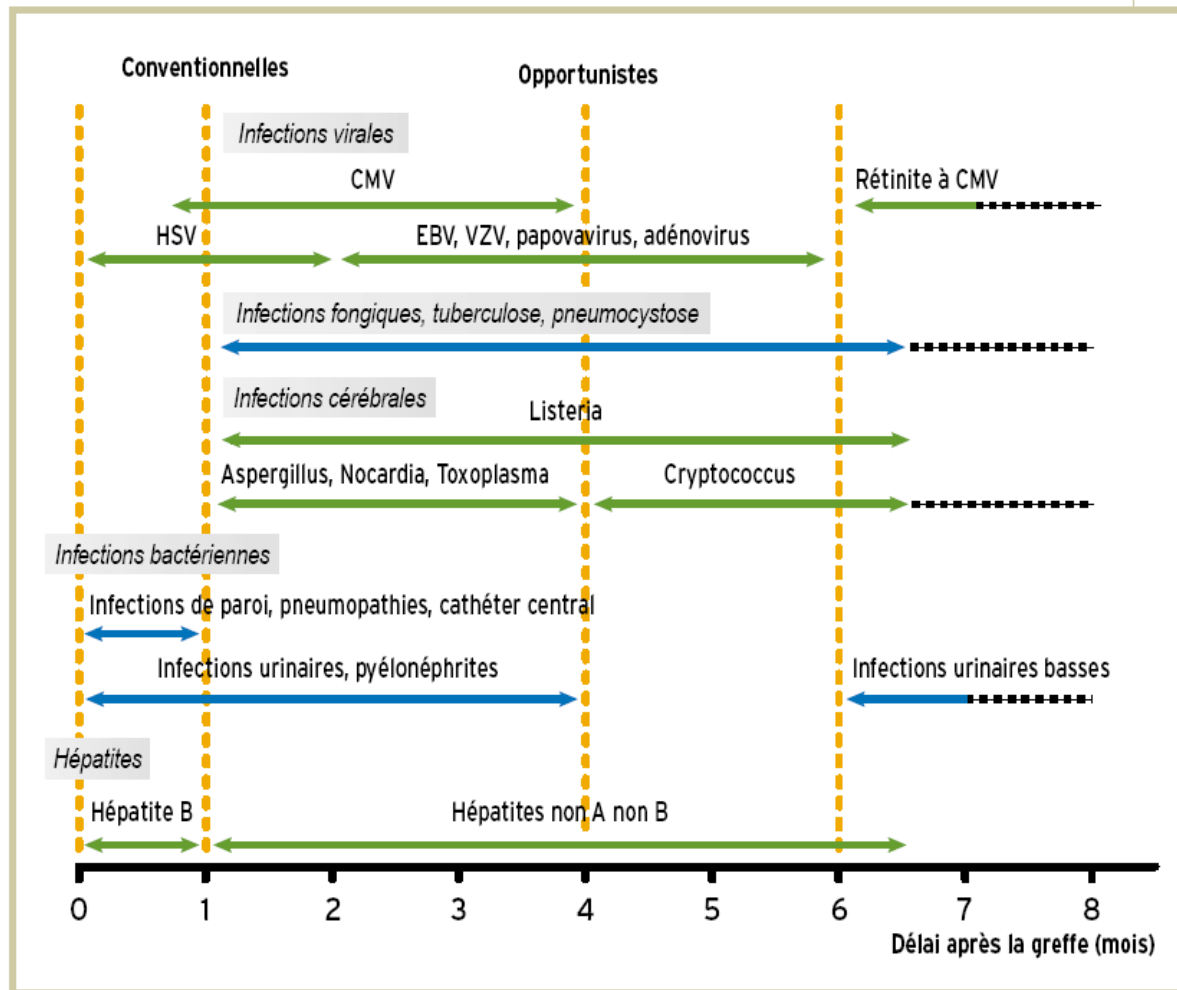 Conventionnelles
Opportunistes
Infections virales
CMV
Rétinite à CMV
HSV
EBV, VZV, papovavirus, adénovirus
Infections fongiques, tuberculose, pneumocystose
Infections cérébrales
Listeria
Aspergillus, Nocardia, Toxoplasma
Cryptococcus
Infections bactériennes
Infections de paroi, pneumopathies, cathéter central
Infections urinaires, pyélonéphrites
Infections urinaires basses
Hépatites
Hépatite B
Hépatites non A non B
0 1 2 3 4 5 6 7 8
Délai après la greffe (mois)